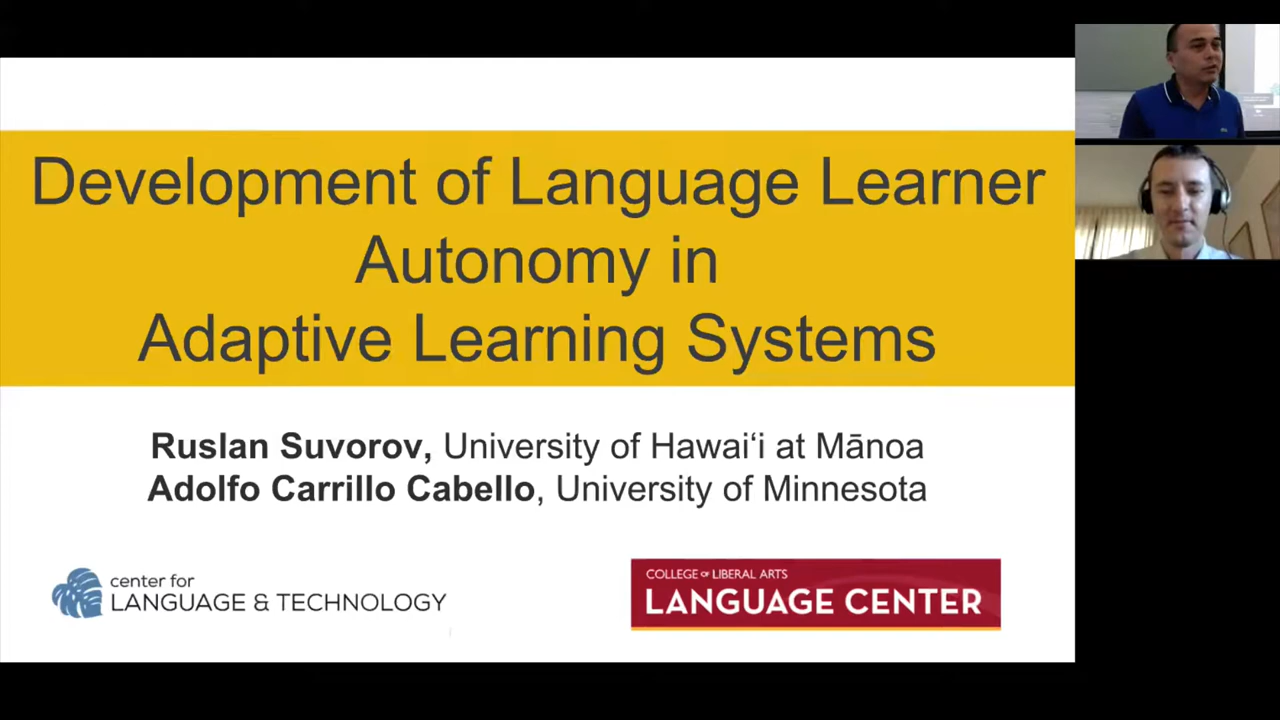 Development of Language Learner
Autonomy in
Adaptive Learning Systems
Ruslan Suvorov, University of Hawaiʻi at Mānoa
Adolfo Carrillo Cabello, University of Minnesota
center for
LANGUAGE & TECHNOLOGY
COLLEGE OF LIBERAL ARTS
LANGUAGE CENTER